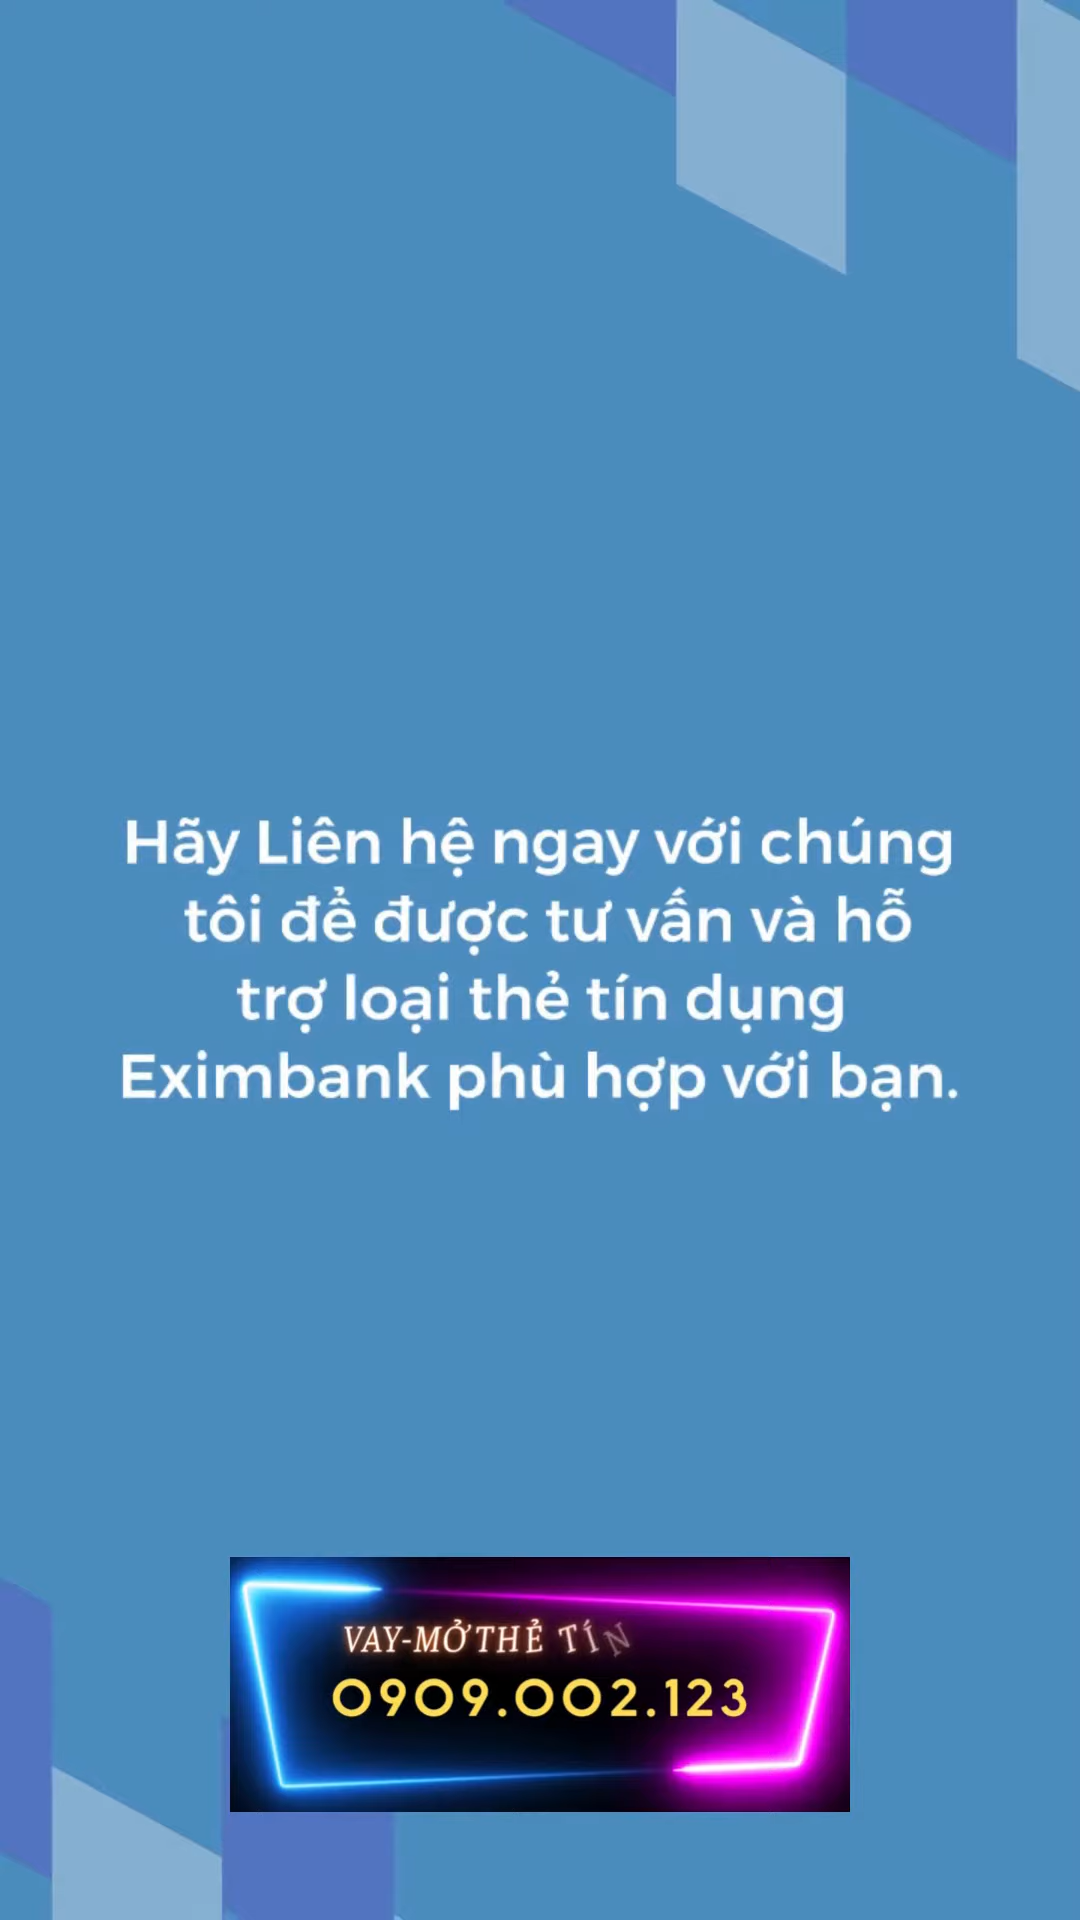 Hãy Liên hệ ngay với chúng
tôi để được tư vấn và hỗ
trợ loại thẻ tín dụng
Eximbank phù hợp với bạn.
VAY-MỞ THẺ TÍN
0909.002.123